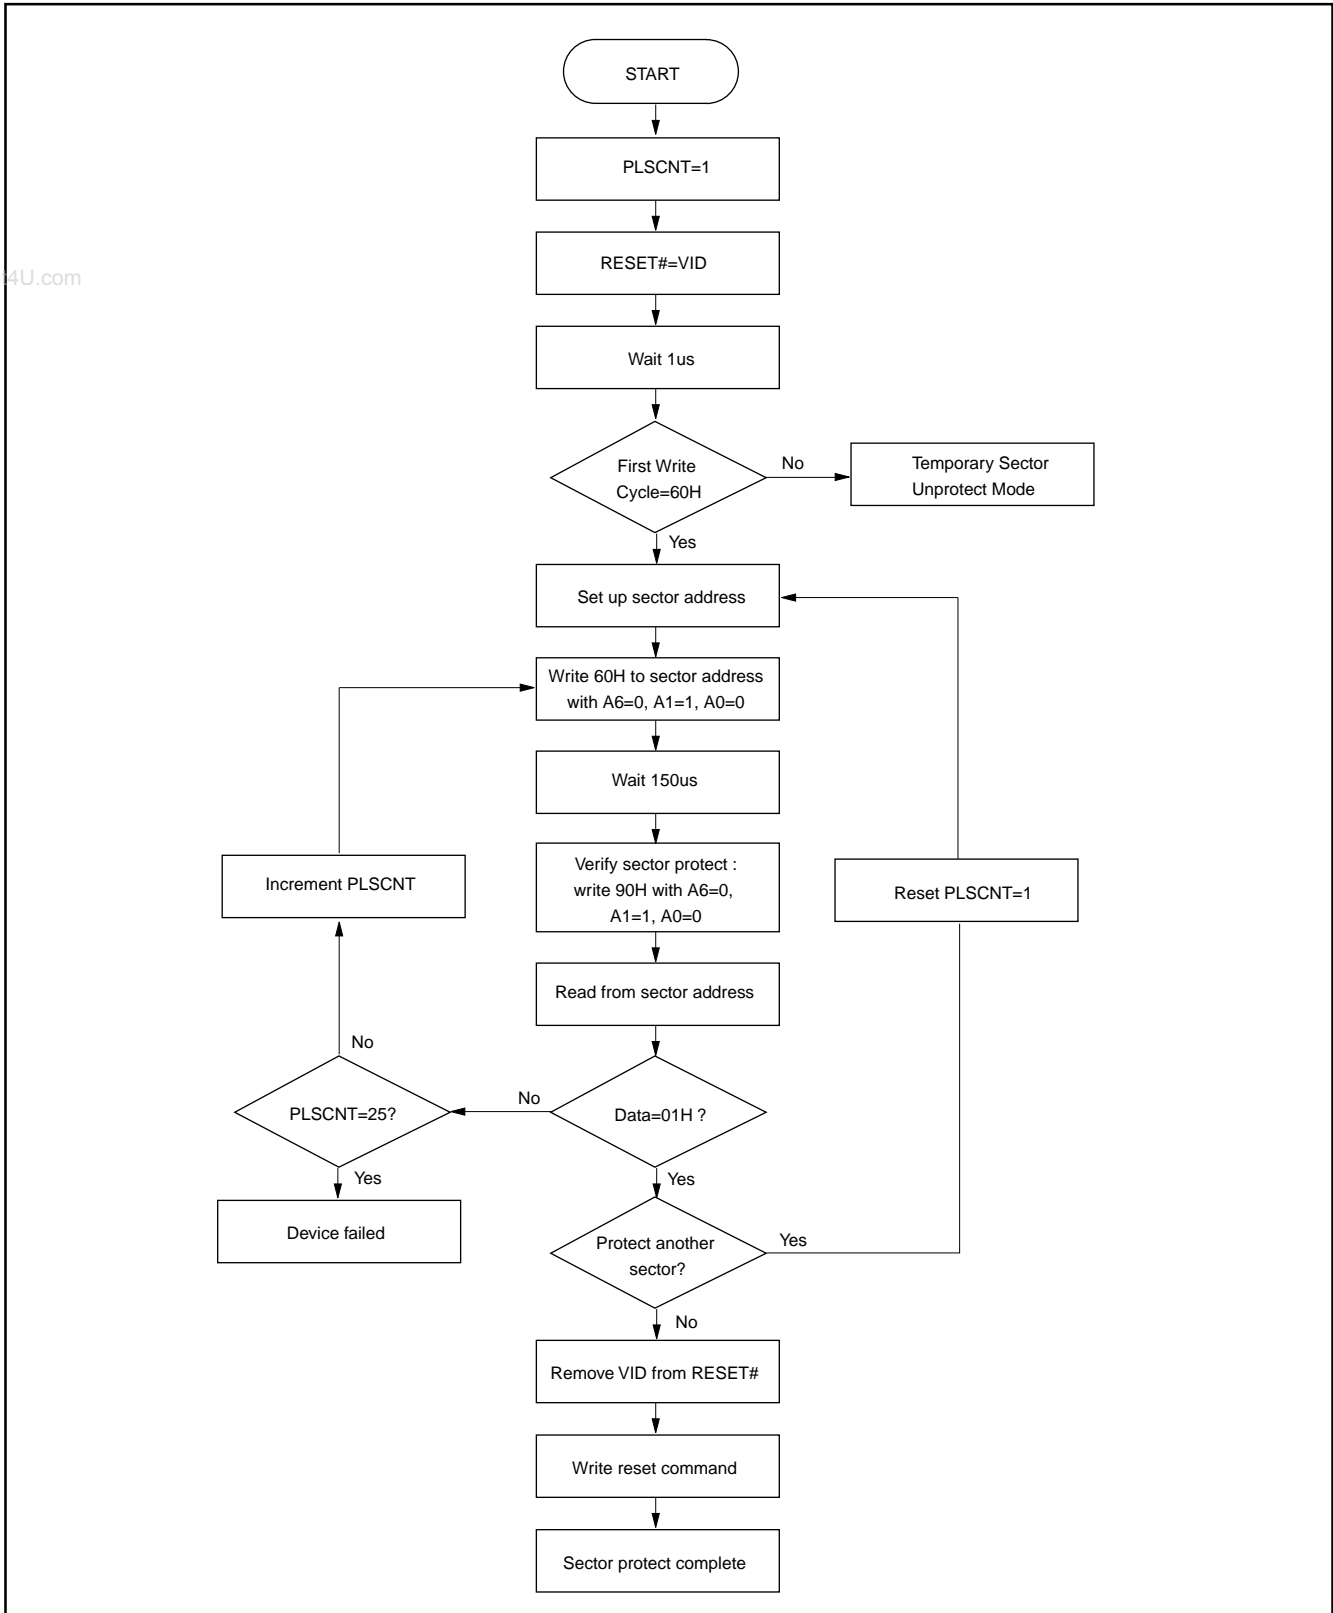 START
PLSCNT=1
RESET#=VID
4U.com
Wait 1us
First Write
Cycle=60H
No
Temporary Sector
Unprotect Mode
Yes
Set up sector address
Write 60H to sector address
with A6=0, A1=1, A0=0
Wait 150us
Verify sector protect :
write 90H with A6=0,
A1=1, A0=0
Increment PLSCNT
Reset PLSCNT=1
Read from sector address
No
No
PLSCNT=25?
Data=01H ?
Yes
Yes
Device failed
Protect another
sector?
Yes
No
Remove VID from RESET#
Write reset command
Sector protect complete